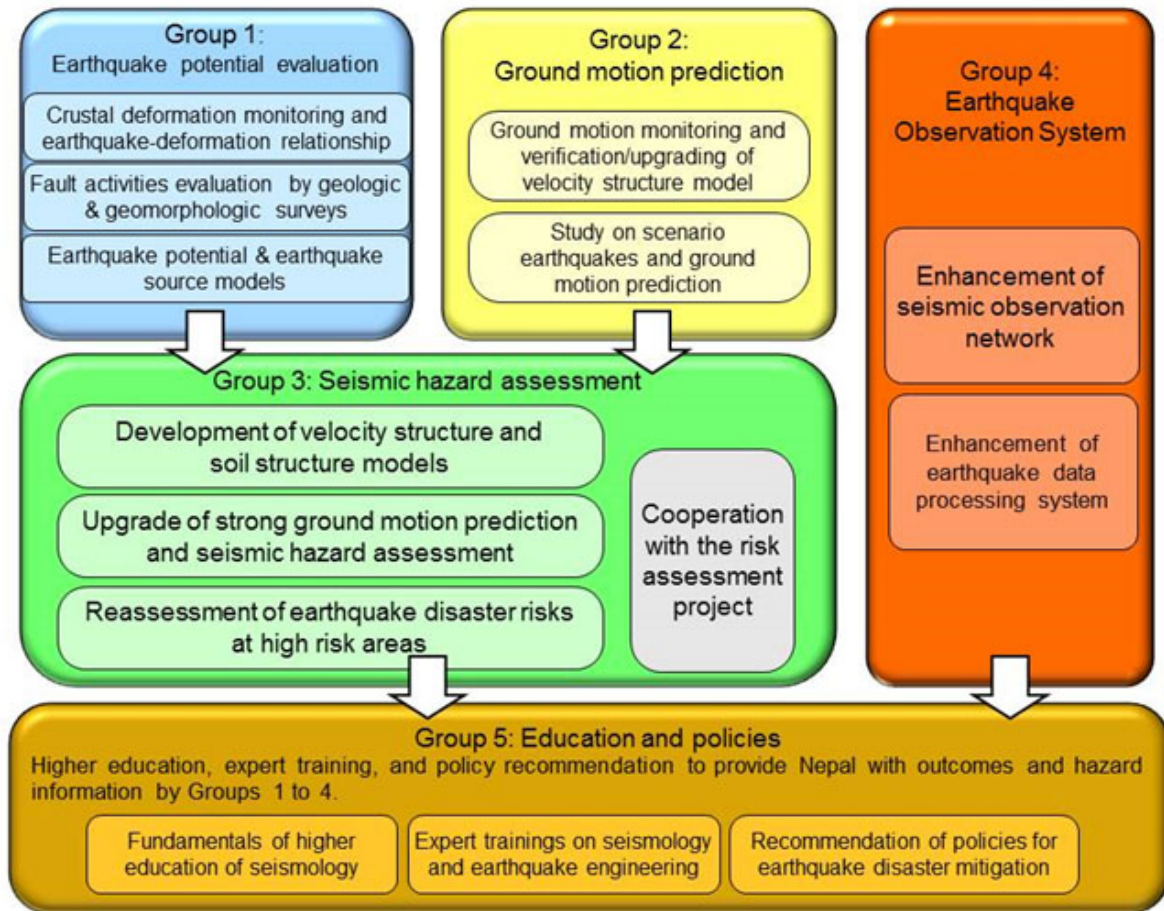 Group 1:
Earthquake potential evaluation
Crustal deformation monitoring and
earthquake-deformation relationship
Fault activities evaluation by geologic
& geomorphologic surveys
Earthquake potential & earthquake
source models
Group 2:
Ground motion prediction
Ground motion monitoring and
verification/upgrading of
velocity structure model
Study on scenario
earthquakes and ground
motion prediction
Group 4:
Earthquake
Observation System
Enhancement of
seismic observation
network
Enhancement of
earthquake data
processing system
Group 3: Seismic hazard assessment
Development of velocity structure and
soil structure models
Upgrade of strong ground motion prediction
and seismic hazard assessment
Reassessment of earthquake disaster risks
at high risk areas
Cooperation
with the risk
assessment
project
Group 5: Education and policies
Higher education, expert training, and policy recommendation to provide Nepal with outcomes and hazard
information by Groups 1 to 4.
Fundamentals of higher
education of seismology
Expert trainings on seismology
and earthquake engineering
Recommendation of policies for
earthquake disaster mitigation